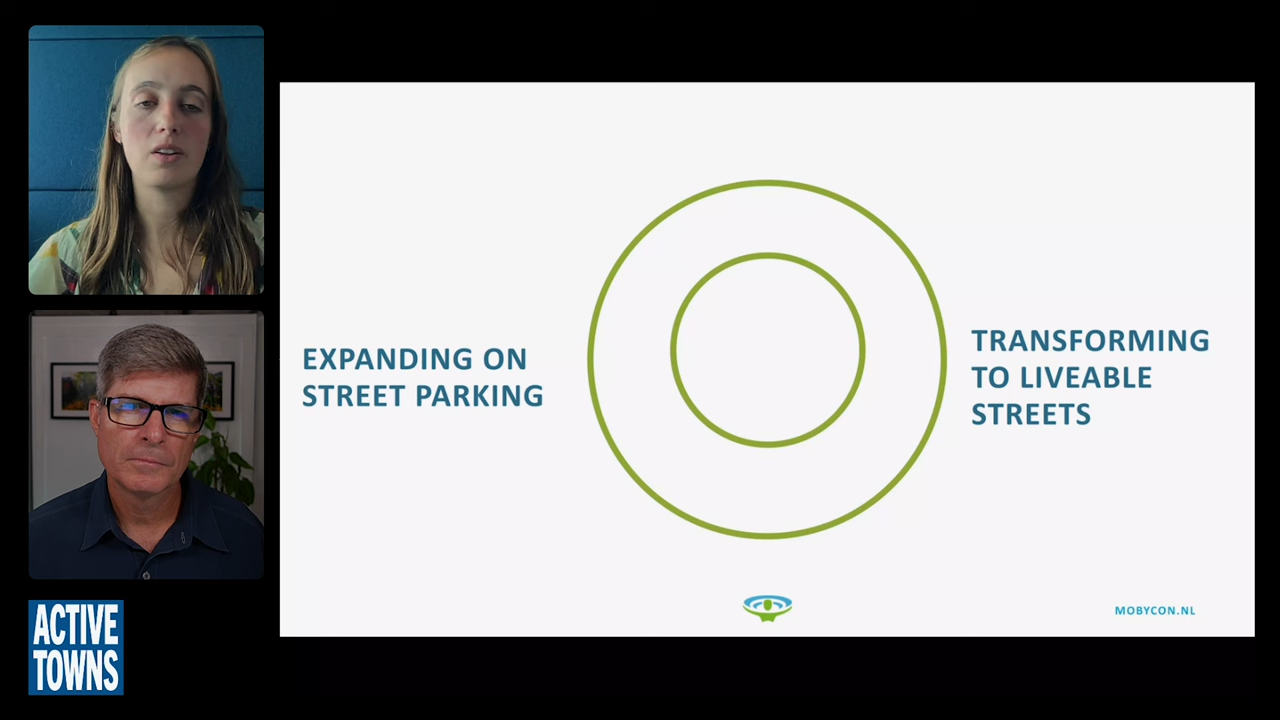 EXPANDING ON
STREET PARKING
TRANSFORMING
TO LIVEABLE
STREETS
MOBYCON.NL
ACTIVE
TOWNS